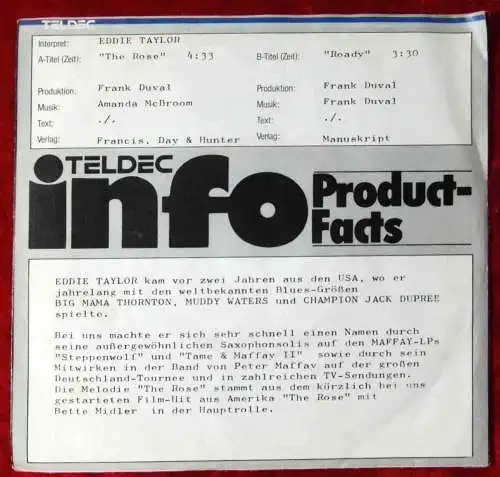 TELDEC
Interpret: EDDIE TAYLOR
A-Titel (Zeit): "The Rose" 4:33 B-Titel (Zeit): "Ready" 3:30
Produktion: Frank Duval Produktion: Frank Duval
Musik: Amanda McBroom Musik: Frank Duval
Text: ./. Text: ./.
Verlag: Francis, Day & Hunter Verlag: Manuskript
TELDEC
info Product-
Facts
EDDIE TAYLOR kam vor zwei Jahren aus den USA, wo er
jahrelang mit den weltbekannten Blues-Größen
BIG MAMA THORNTON, MUDDY WATERS und CHAMPION JACK DUPREE
spielte.
Bei uns machte er sich sehr schnell einen Namen durch
seine außergewöhnlichen Saxophonsolis auf den MAFFAY-LPs
"Steppenwolf" und "Tame & Maffay II" sowie durch sein
Mitwirken in der Band von Peter Maffay auf der großen
Deutschland-Tournee und in zahlreichen TV-Sendungen.
Die Melodie "The Rose" stammt aus dem kürzlich bei uns
gestarteten Film-Hit aus Amerika "The Rose" mit
Bette Midler in der Hauptrolle.